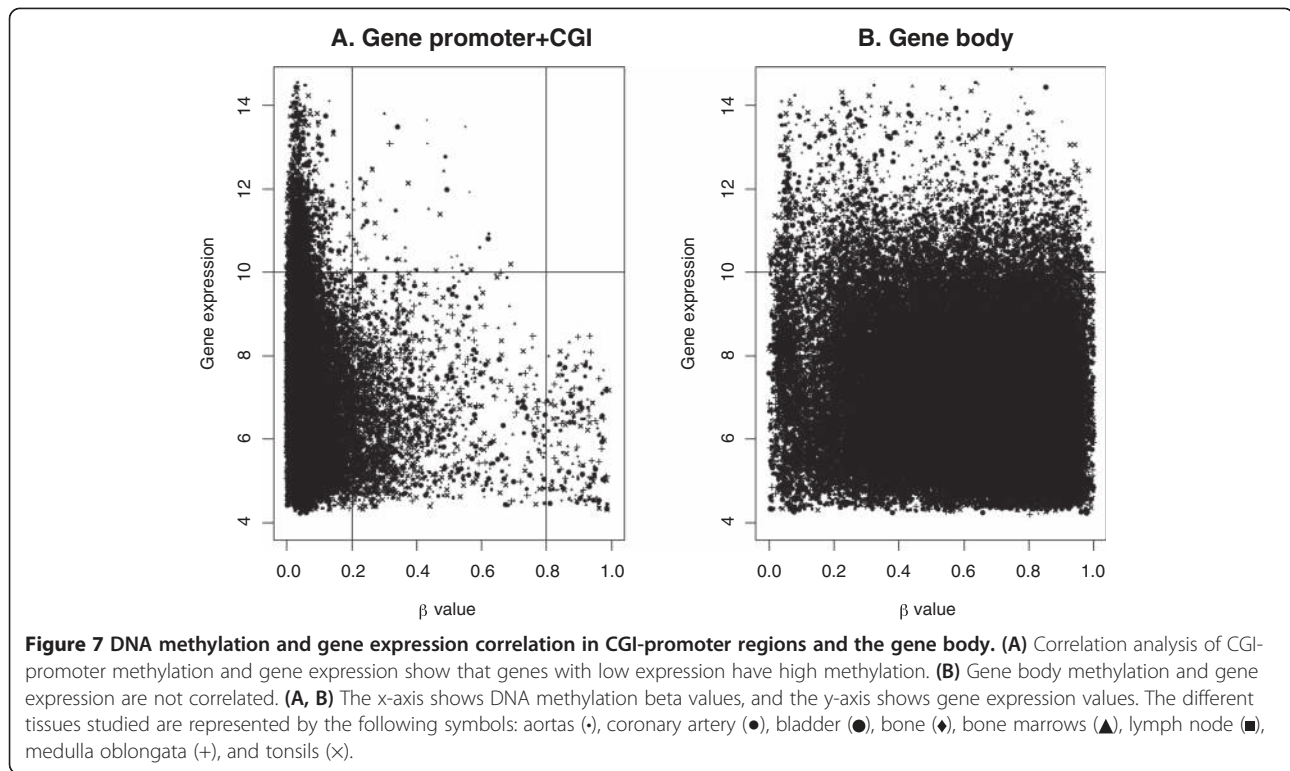 A. Gene promoter+CGI
B. Gene body
14
12
10
8
6
4
Gene expression
0.0 0.2 0.4 0.6 0.8 1.0
β value
14
12
10
8
6
4
Gene expression
0.0 0.2 0.4 0.6 0.8 1.0
β value
Figure 7 DNA methylation and gene expression correlation in CGI-promoter regions and the gene body. (A) Correlation analysis of CGI-
promoter methylation and gene expression show that genes with low expression have high methylation. (B) Gene body methylation and gene
expression are not correlated. (A, B) The x-axis shows DNA methylation beta values, and the y-axis shows gene expression values. The different
tissues studied are represented by the following symbols: aortas (·), coronary artery (•), bladder (●), bone (♦), bone marrows (▲), lymph node (■),
medulla oblongata (+), and tonsils (×).